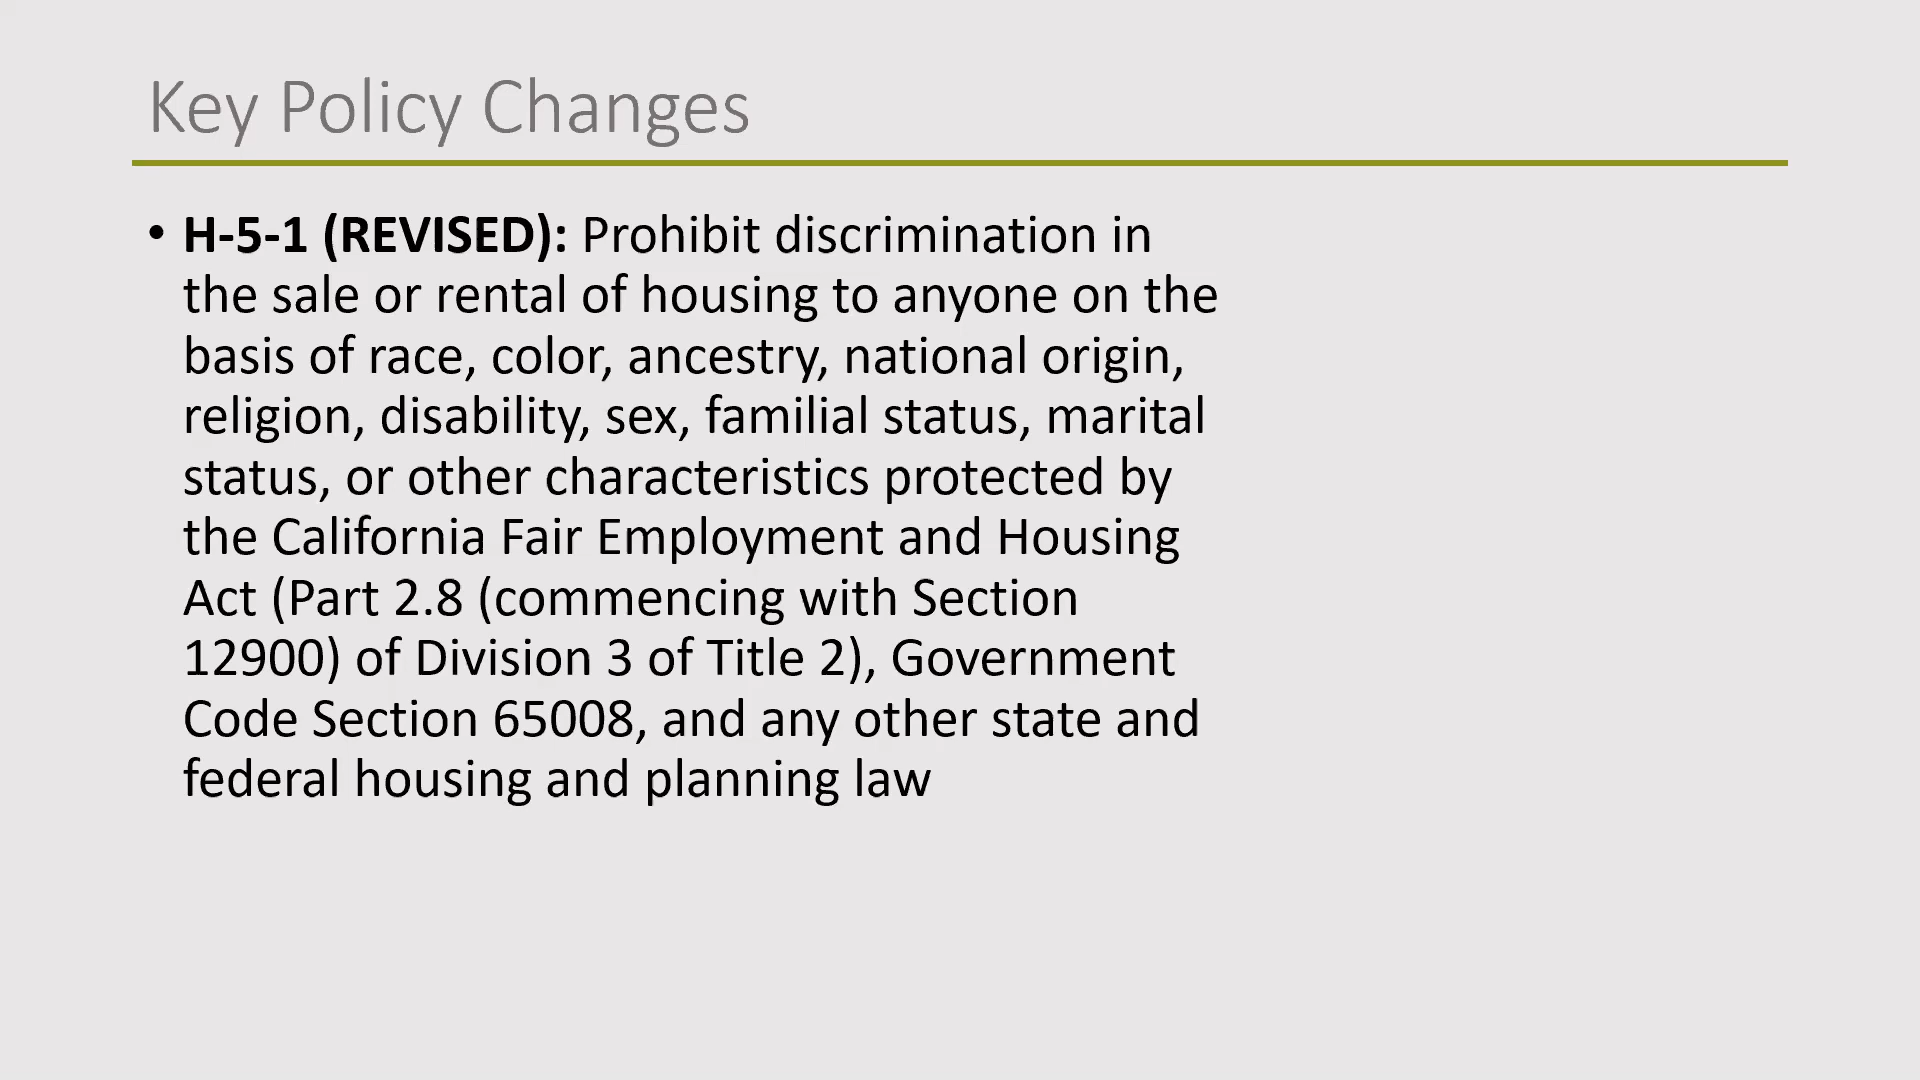 Key Policy Changes
• H-5-1 (REVISED): Prohibit discrimination in
the sale or rental of housing to anyone on the
basis of race, color, ancestry, national origin,
religion, disability, sex, familial status, marital
status, or other characteristics protected by
the California Fair Employment and Housing
Act (Part 2.8 (commencing with Section
12900) of Division 3 of Title 2), Government
Code Section 65008, and any other state and
federal housing and planning law